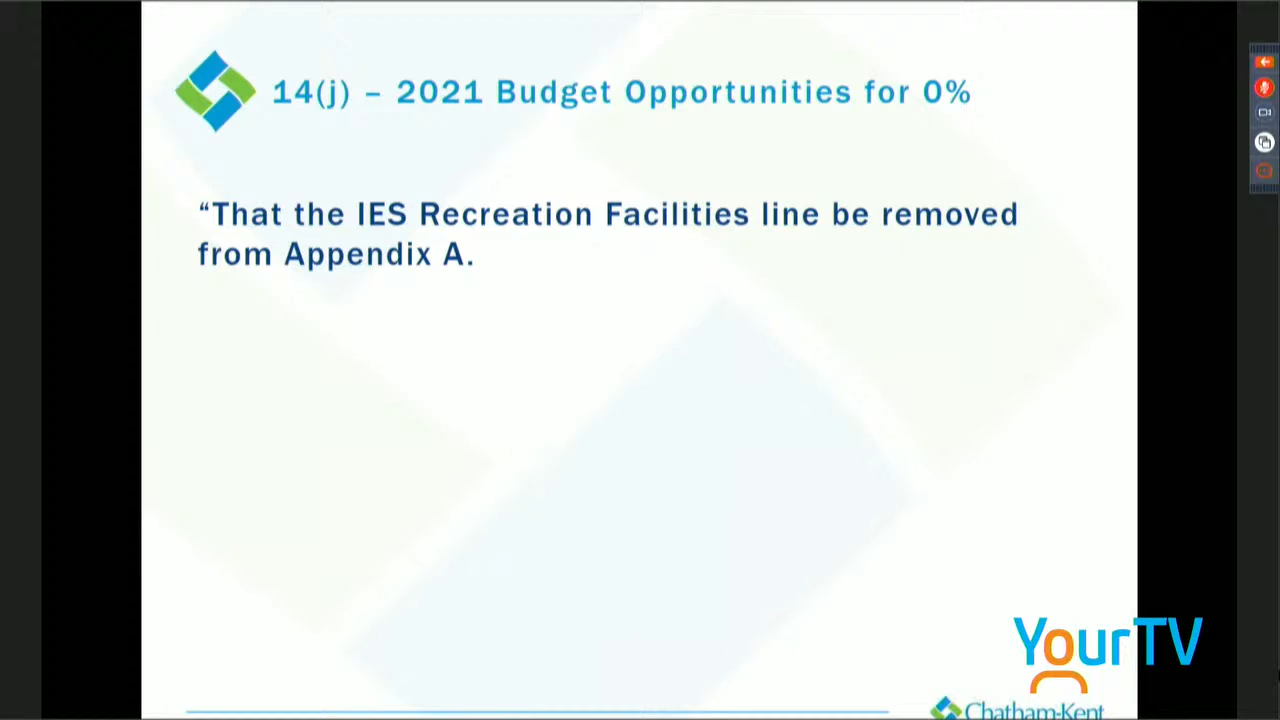 14(j) – 2021 Budget Opportunities for 0%
“That the IES Recreation Facilities line be removed
from Appendix A.
YourTV
Chatham-Kent